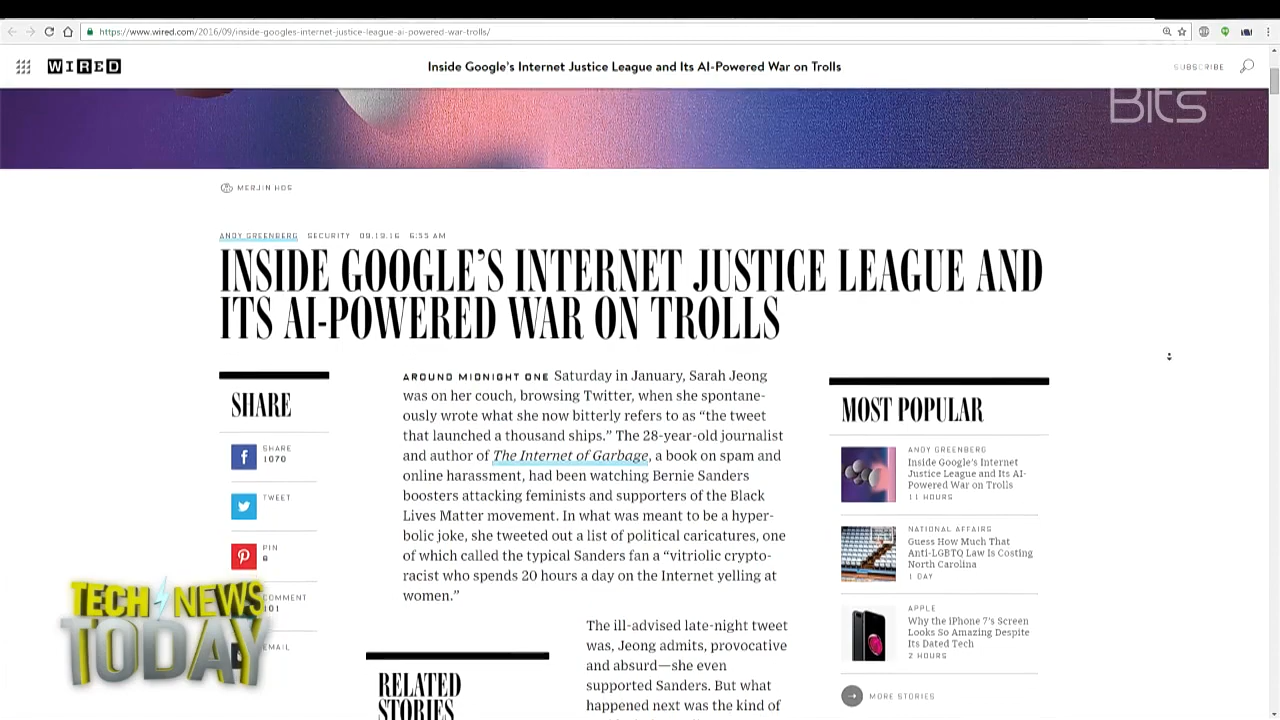 https://www.wired.com/2016/09/inside-googles-internet-justice-league-ai-powered-war-trolls/
WIRED
Inside Google's Internet Justice League and Its AI-Powered War on Trolls
SUBSCRIBE
Bits
MERJIN HOS
ANDY GREENBERG SECURITY 09.19.16 6:55 AM
INSIDE GOOGLE'S INTERNET JUSTICE LEAGUE AND
ITS AI-POWERED WAR ON TROLLS
SHARE
SHARE
1070
TWEET
PIN
8
COMMENT
101
EMAIL
AROUND MIDNIGHT ONE Saturday in January, Sarah Jeong
was on her couch, browsing Twitter, when she spontane-
ously wrote what she now bitterly refers to as “the tweet
that launched a thousand ships.” The 28-year-old journalist
and author of The Internet of Garbage, a book on spam and
online harassment, had been watching Bernie Sanders
boosters attacking feminists and supporters of the Black
Lives Matter movement. In what was meant to be a hyper-
bolic joke, she tweeted out a list of political caricatures, one
of which called the typical Sanders fan a “vitriolic crypto-
racist who spends 20 hours a day on the Internet yelling at
women.”
The ill-advised late-night tweet
was, Jeong admits, provocative
and absurd—she even
supported Sanders. But what
happened next was the kind of
RELATED
STORIES
MOST POPULAR
ANDY GREENBERG
Inside Google's Internet
Justice League and Its AI-
Powered War on Trolls
11 HOURS
NATIONAL AFFAIRS
Guess How Much That
Anti-LGBTQ Law Is Costing
North Carolina
1 DAY
APPLE
Why the iPhone 7's Screen
Looks So Amazing Despite
Its Dated Tech
2 HOURS
MORE STORIES
TECH NEWS
TODAY